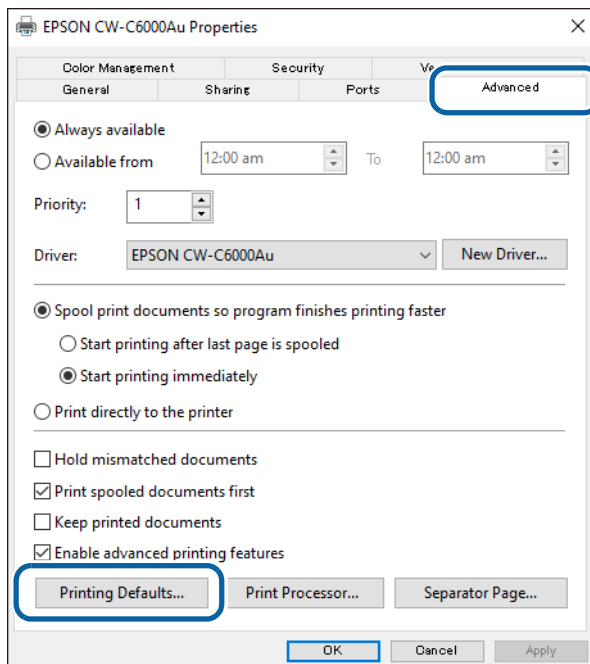 EPSON CW-C6000Au Properties
Color Management Security Ve
General Sharing Ports Advanced
Always available
Available from 12:00 am To 12:00 am
Priority: 1
Driver: EPSON CW-C6000Au New Driver...
Spool print documents so program finishes printing faster
Start printing after last page is spooled
Start printing immediately
Print directly to the printer
Hold mismatched documents
Print spooled documents first
Keep printed documents
Enable advanced printing features
Printing Defaults... Print Processor... Separator Page...
OK Cancel Apply